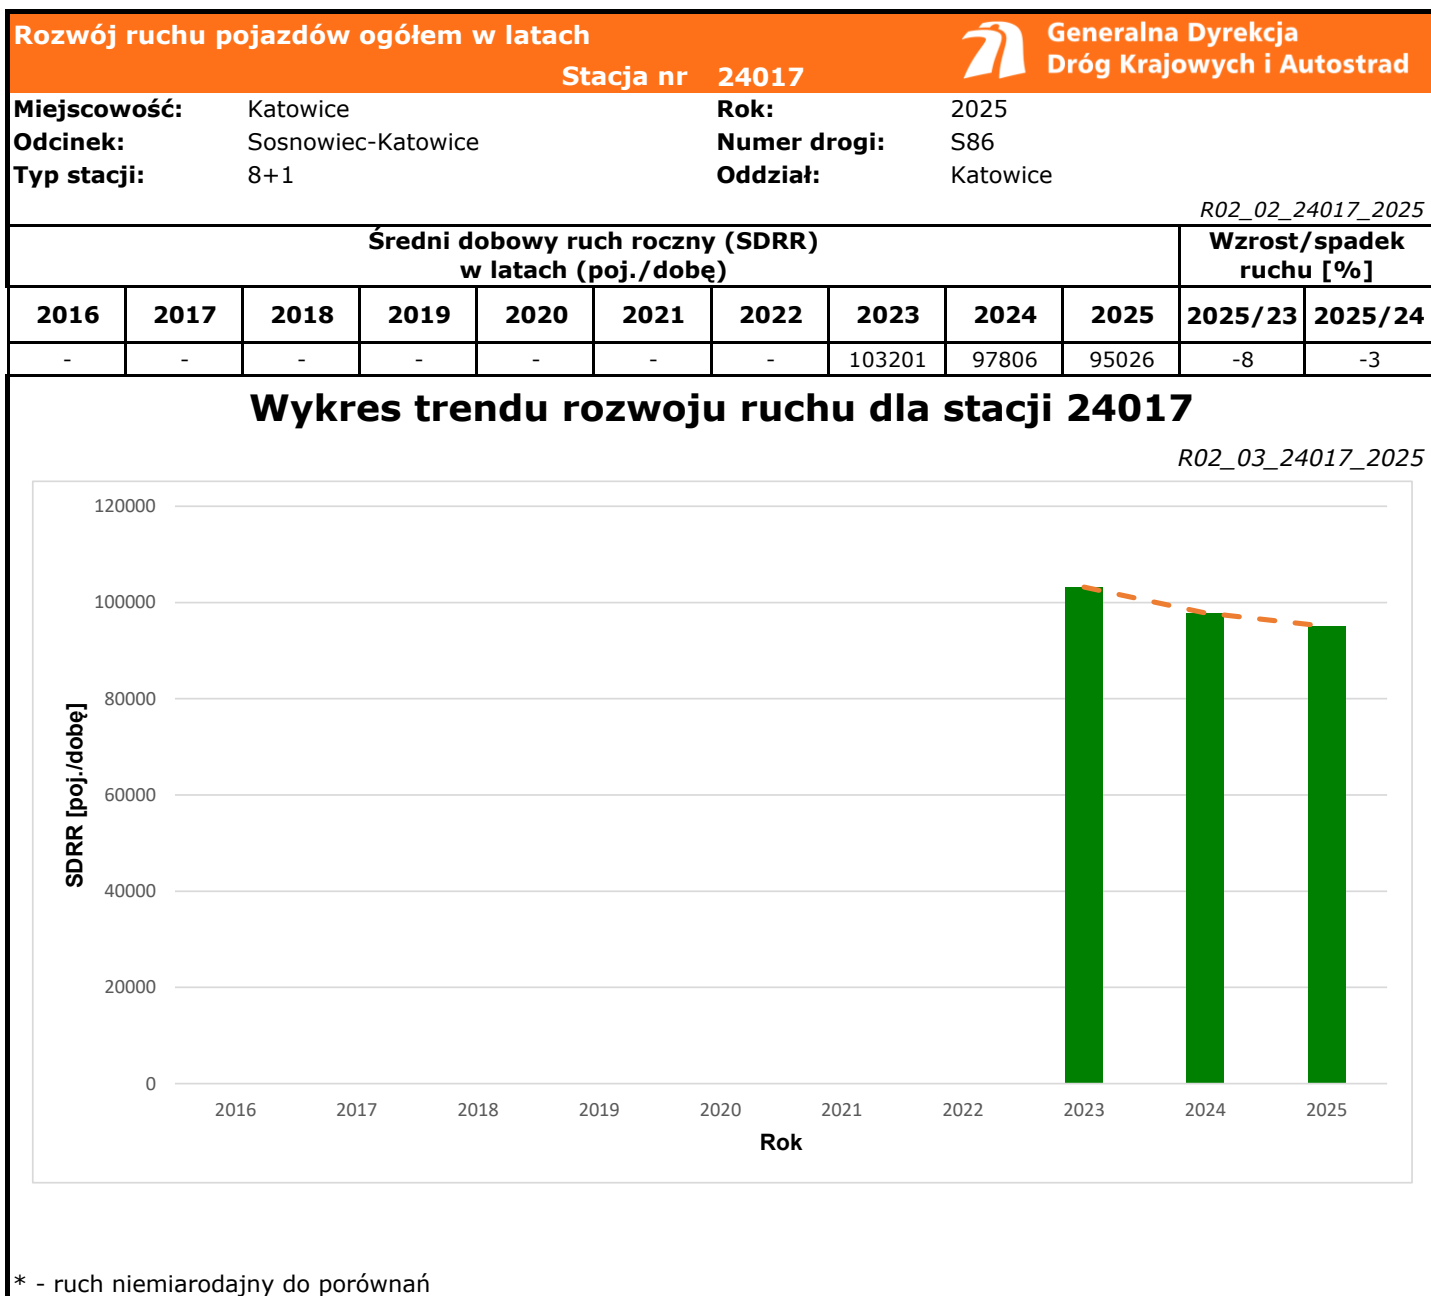 Rozwój ruchu pojazdów ogółem w latach
Stacja nr 24017
Generalna Dyrekcja
Dróg Krajowych i Autostrad
Miejscowość: Katowice Rok: 2025
Odcinek: Sosnowiec-Katowice Numer drogi: S86
Typ stacji: 8+1 Oddział: Katowice
R02_02_24017_2025
Średni dobowy ruch roczny (SDRR)
w latach (poj./dobę)
Wzrost/spadek
ruchu [%]
2016 2017 2018 2019 2020 2021 2022 2023 2024 2025 2025/23 2025/24
- - - - - - - 103201 97806 95026 -8 -3
Wykres trendu rozwoju ruchu dla stacji 24017
R02_03_24017_2025
120000
100000
80000
60000
40000
20000
0
SDRR [poj./dobę]
2016 2017 2018 2019 2020 2021 2022 2023 2024 2025
Rok
* - ruch niemiarodajny do porównań